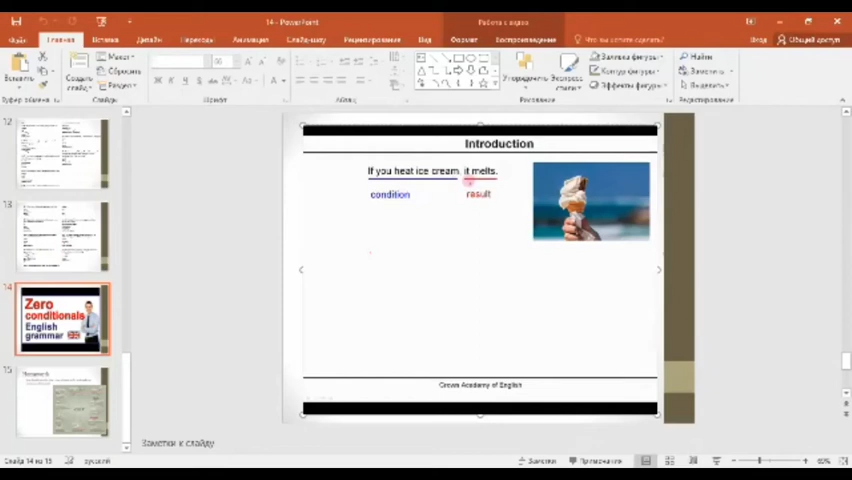 14 - PowerPoint
Работа с видео
Файл Главная Вставка Дизайн Переходы Анимация Слайд-шоу Рецензирование Вид Формат Воспроизведение Что вы хотите сделать? Вход Общий доступ
Вставить
Создать слайд
Макет
Сбросить
Раздел
Упорядочить
Экспресс-стили
Заливка фигуры
Контур фигуры
Эффекты фигуры
Найти
Заменить
Выделить
Буфер обмена Слайды Шрифт Абзац Рисование Редактирование
12
13
14
Zero
conditionals
English
grammar
15
Introduction
If you heat ice cream, it melts.
condition result
Crown Academy of English
Заметки к слайду
Слайд 14 из 15 русский Заметки Примечания 69%